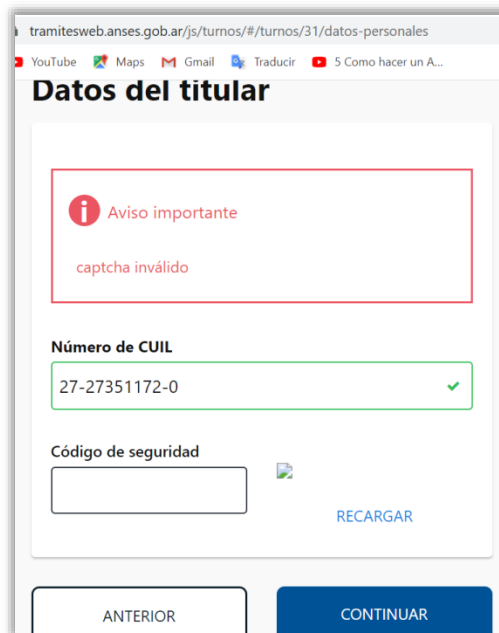 tramitesweb.anses.gob.ar/js/turnos/#/turnos/31/datos-personales
YouTube Maps Gmail Traducir 5 Como hacer un A...
Datos del titular
Aviso importante
captcha inválido
Número de CUIL
27-27351172-0
Código de seguridad
RECARGAR
ANTERIOR CONTINUAR